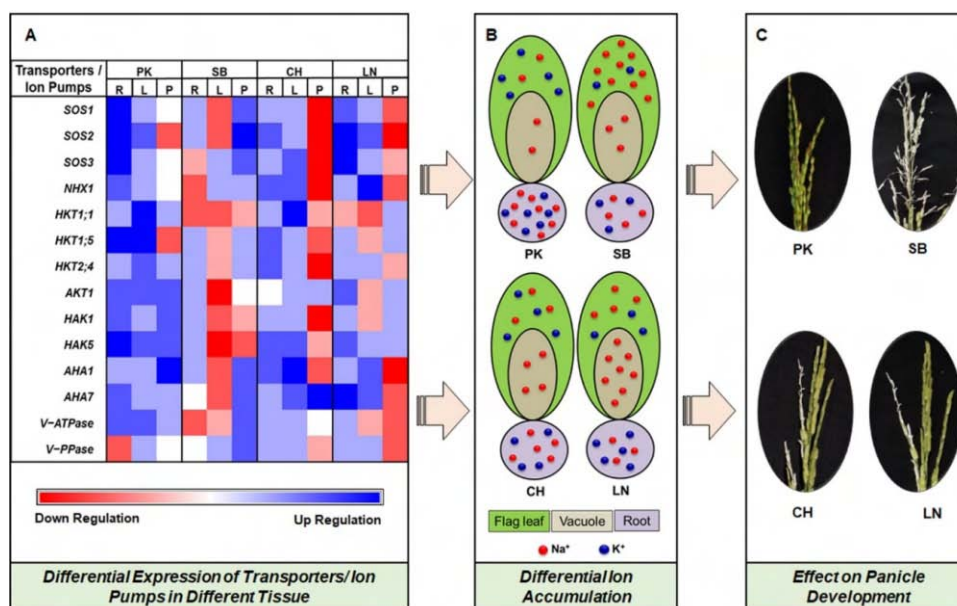 A
Transporters / Ion Pumps
PK SB CH LN
R L P R L P R L P R L P
SOS1
SOS2
SOS3
NHX1
HKT1;1
HKT1;5
HKT2;4
AKT1
HAK1
HAK5
AHA1
AHA7
V-ATPase
V-PPase
Down Regulation
Up Regulation
Differential Expression of Transporters/ Ion
Pumps in Different Tissue
B
PK SB
CH LN
Flag leaf Vacuole Root
Na⁺ K⁺
Differential Ion
Accumulation
C
PK SB
CH LN
Effect on Panicle
Development